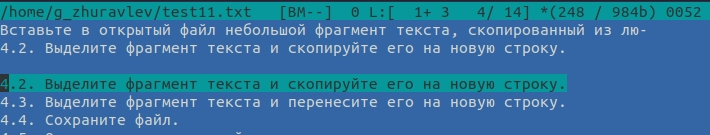 /home/g_zhuravlev/test11.txt [BM--] 0 L:[ 1+ 3 4/ 14] *(248 / 984b) 0052
Вставьте в открытый файл небольшой фрагмент текста, скопированный из лю-
4.2. Выделите фрагмент текста и скопируйте его на новую строку.
4.2. Выделите фрагмент текста и скопируйте его на новую строку.
4.3. Выделите фрагмент текста и перенесите его на новую строку.
4.4. Сохраните файл.